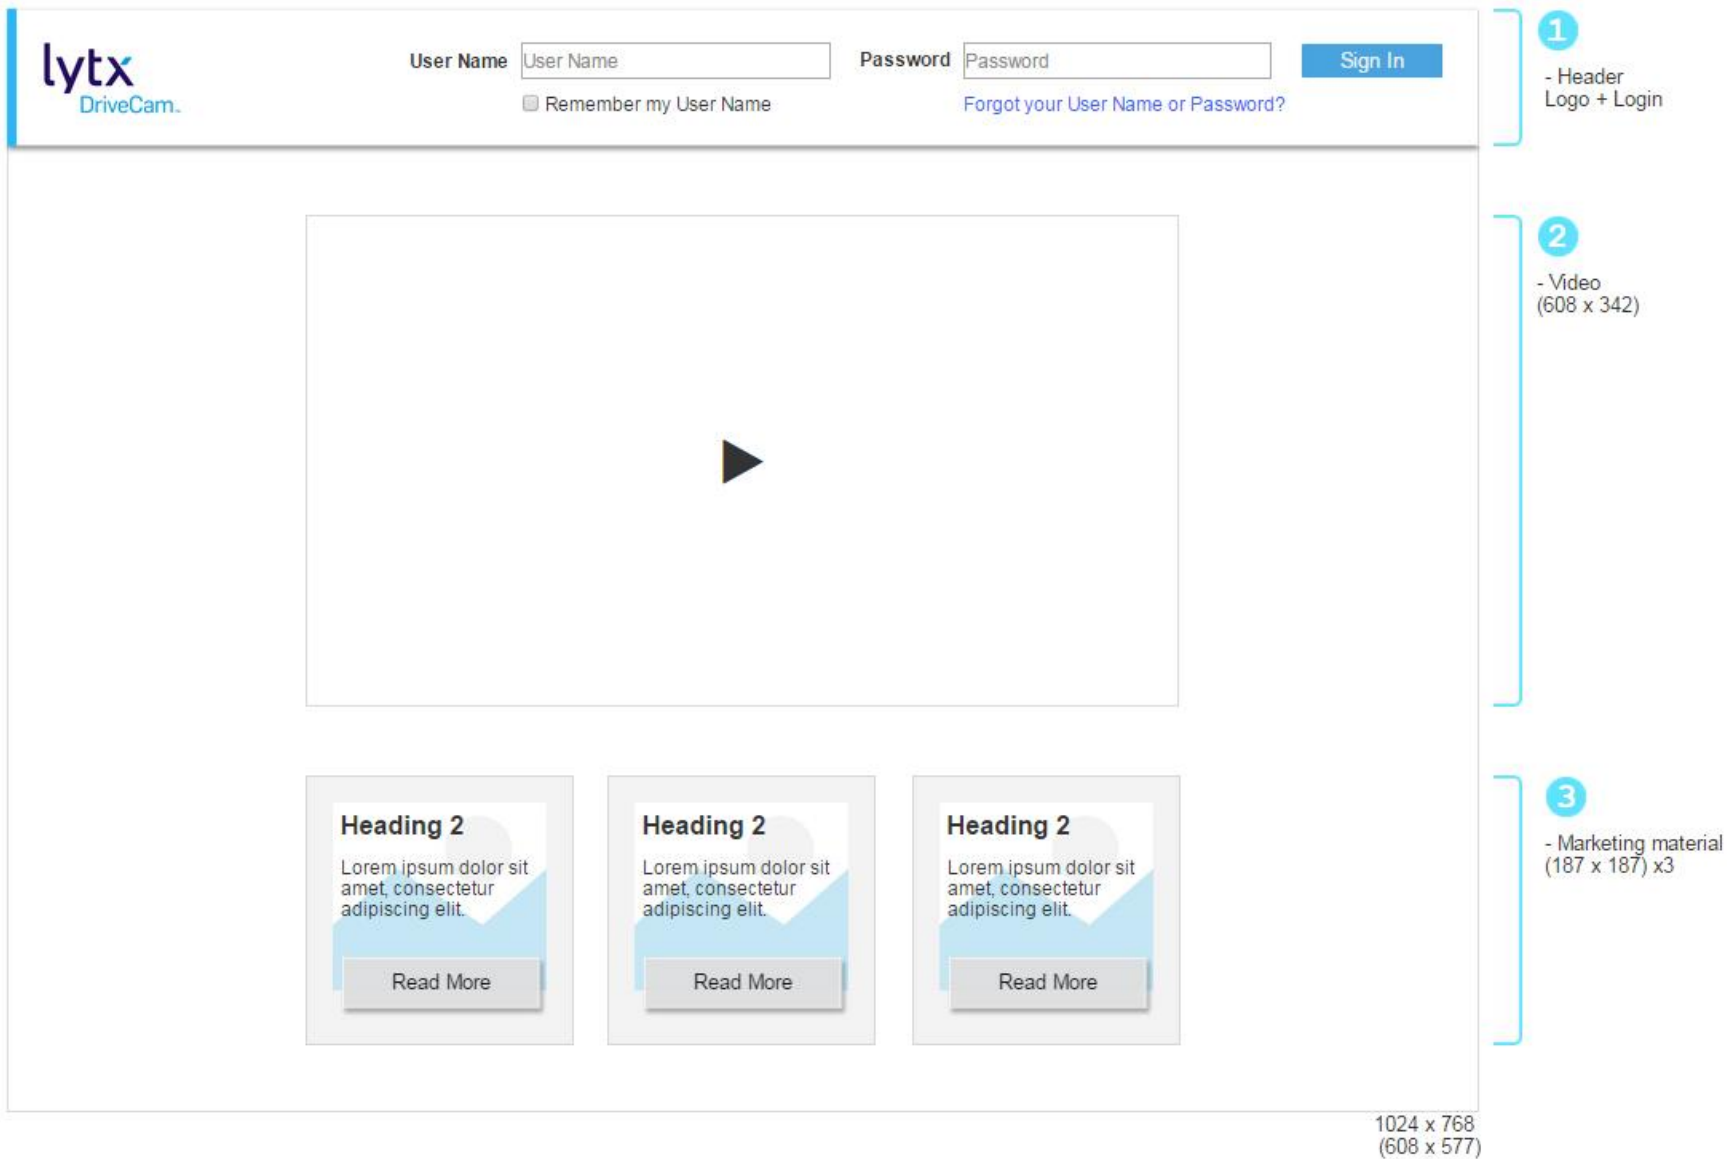 lytx
DriveCam™
User Name User Name Password Password Sign In
Remember my User Name Forgot your User Name or Password?
1
- Header
Logo + Login
2
- Video
(608 x 342)
Heading 2
Lorem ipsum dolor sit
amet, consectetur
adipiscing elit.
Read More
Heading 2
Lorem ipsum dolor sit
amet, consectetur
adipiscing elit.
Read More
Heading 2
Lorem ipsum dolor sit
amet, consectetur
adipiscing elit.
Read More
3
- Marketing material
(187 x 187) x3
1024 x 768
(608 x 577)